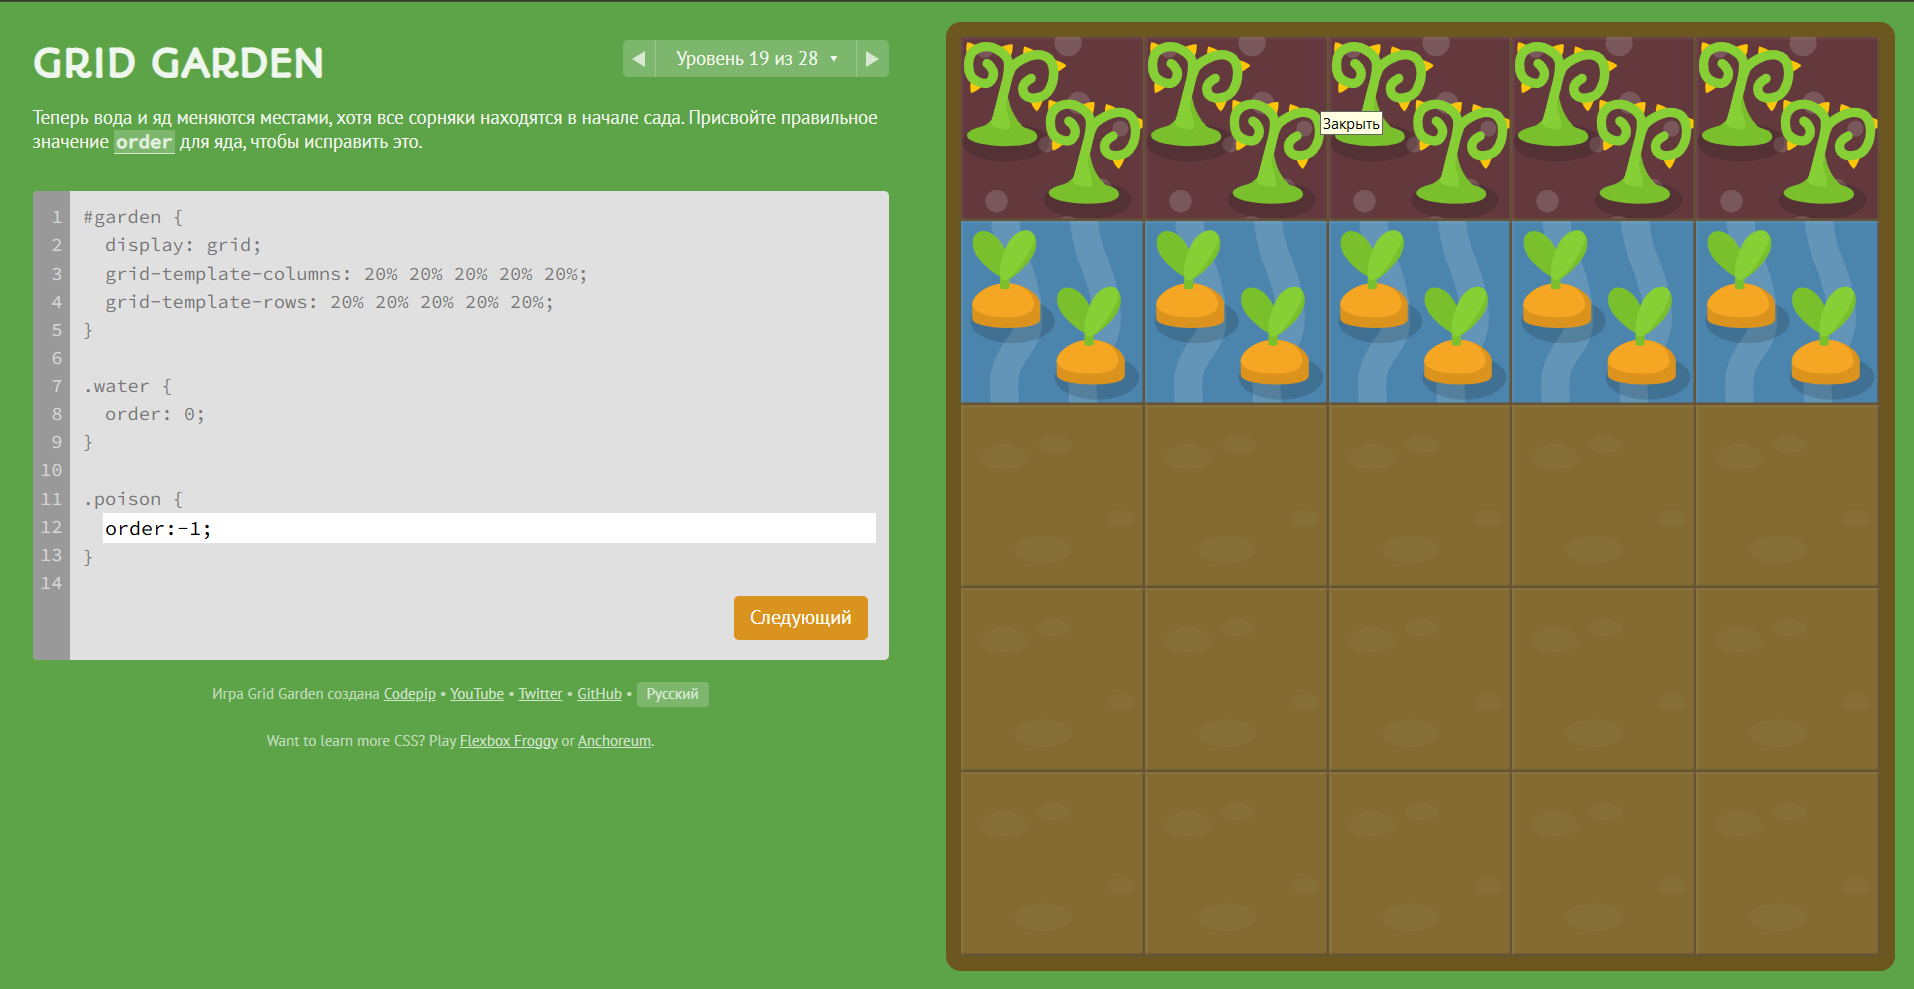 GRID GARDEN
Уровень 19 из 28
Теперь вода и яд меняются местами, хотя все сорняки находятся в начале сада. Присвойте правильное
значение order для яда, чтобы исправить это.
1 #garden {
2 display: grid;
3 grid-template-columns: 20% 20% 20% 20% 20%;
4 grid-template-rows: 20% 20% 20% 20% 20%;
5 }
6
7 .water {
8 order: 0;
9 }
10
11 .poison {
12 order:-1;
13 }
14
Следующий
Игра Grid Garden создана Codepip • YouTube • Twitter • GitHub • Русский
Want to learn more CSS? Play Flexbox Froggy or Anchoreum.
Закрыть